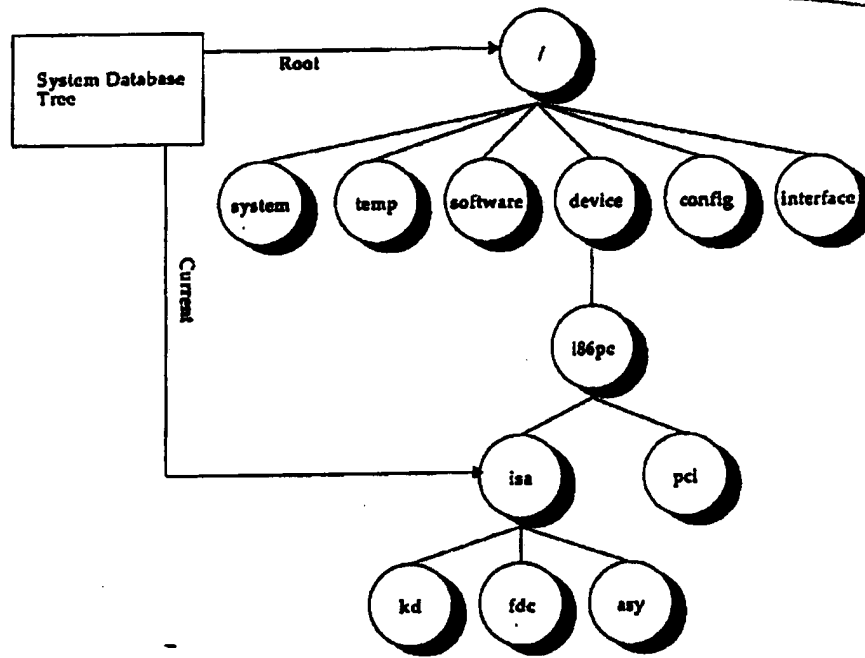 /
Root
System Database
Tree
system
temp
software
device
config
interface
Current
i86pc
isa
pci
kd
fdc
asy